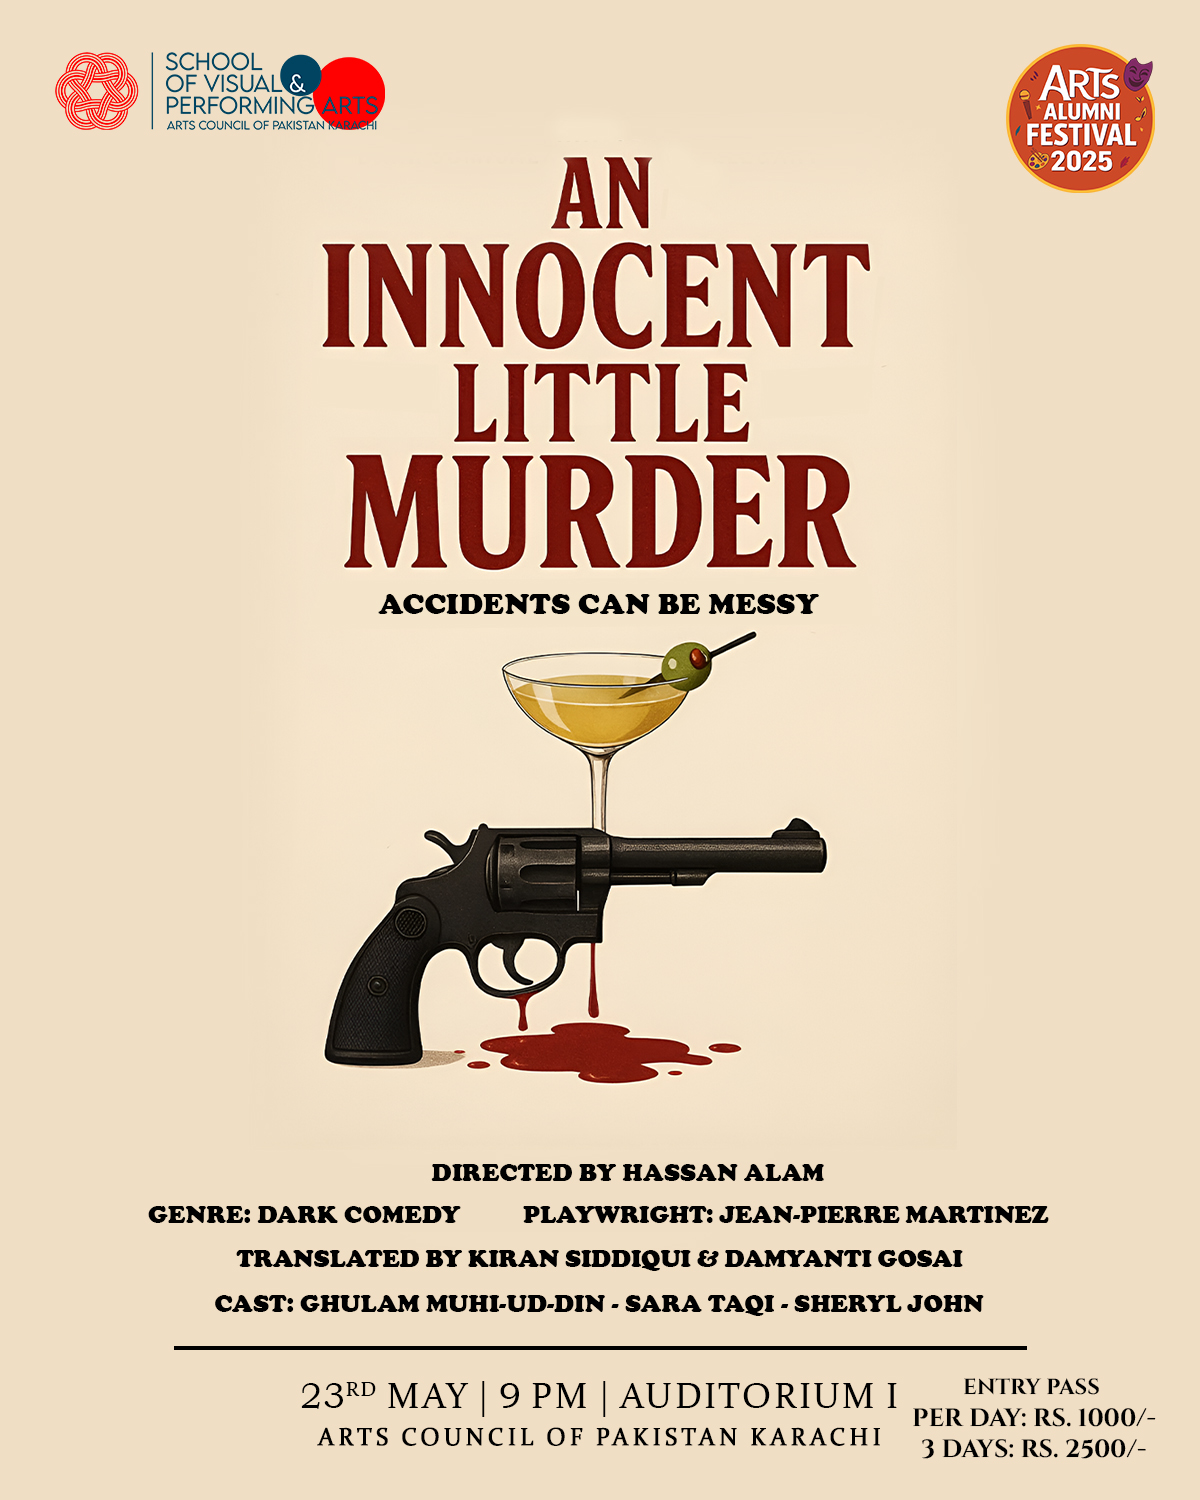 SCHOOL
OF VISUAL &
PERFORMING ARTS
ARTS COUNCIL OF PAKISTAN KARACHI
ARTS
ALUMNI
FESTIVAL
2025
AN
INNOCENT
LITTLE
MURDER
ACCIDENTS CAN BE MESSY
DIRECTED BY HASSAN ALAM
GENRE: DARK COMEDY PLAYWRIGHT: JEAN-PIERRE MARTINEZ
TRANSLATED BY KIRAN SIDDIQUI & DAMYANTI GOSAI
CAST: GHULAM MUHI-UD-DIN - SARA TAQI - SHERYL JOHN
23RD MAY | 9 PM | AUDITORIUM I
ARTS COUNCIL OF PAKISTAN KARACHI
ENTRY PASS
PER DAY: RS. 1000/-
3 DAYS: RS. 2500/-